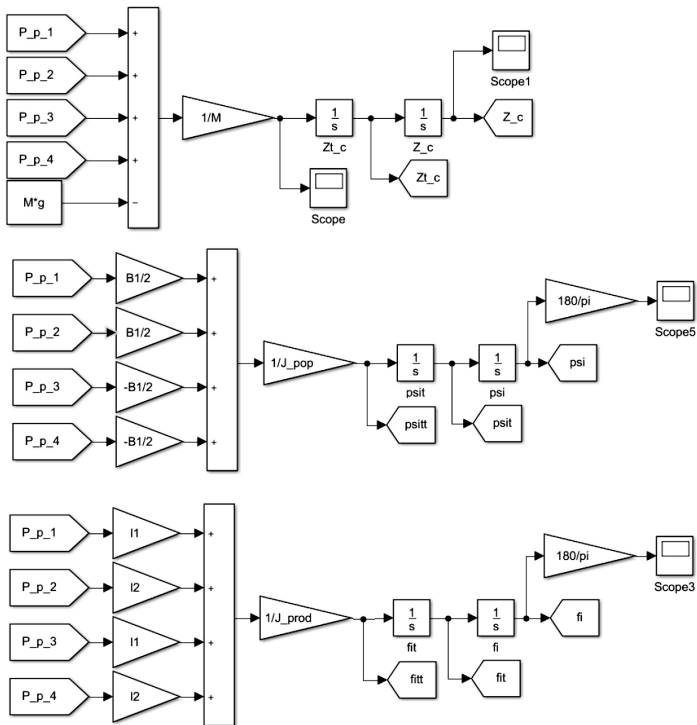 P_p_1
+
P_p_2
+
P_p_3
+
P_p_4
+
M*g
−
1/M
1
s
Zt_c
1
s
Z_c
Scope1
Z_c
Zt_c
Scope
P_p_1
B1/2
+
P_p_2
B1/2
+
P_p_3
-B1/2
+
P_p_4
-B1/2
+
1/J_pop
1
s
psit
1
s
psi
180/pi
Scope5
psi
psitt
psit
P_p_1
l1
+
P_p_2
l2
+
P_p_3
l1
+
P_p_4
l2
+
1/J_prod
1
s
fit
1
s
fi
180/pi
Scope3
fi
fitt
fit